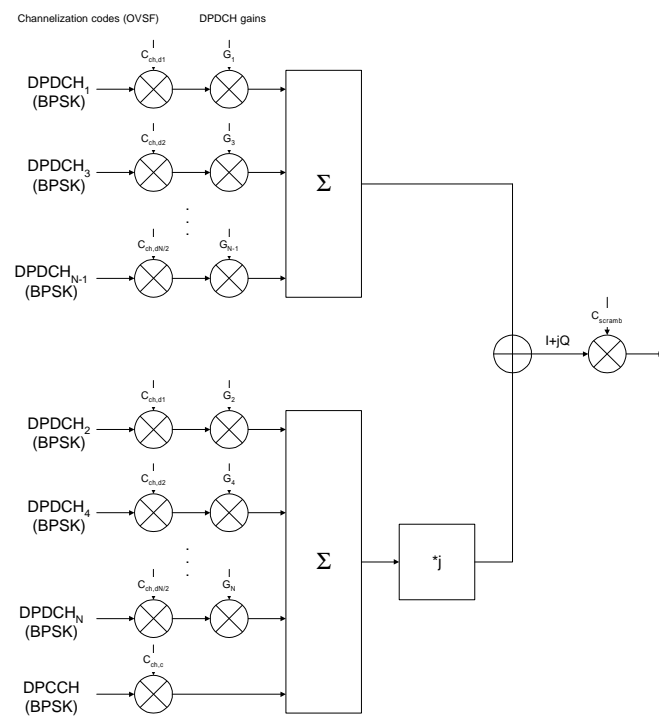 Channelization codes (OVSF) DPDCH gains
C_ch,d1 G_1
DPDCH_1
(BPSK)
C_ch,d2 G_3
DPDCH_3
(BPSK)
Σ
. . .
C_ch,dN/2 G_N-1
DPDCH_N-1
(BPSK)
C_scramb
I+jQ
C_ch,d1 G_2
DPDCH_2
(BPSK)
C_ch,d2 G_4
DPDCH_4
(BPSK)
. . .
Σ
*j
C_ch,dN/2 G_N
DPDCH_N
(BPSK)
C_ch,c
DPCCH
(BPSK)